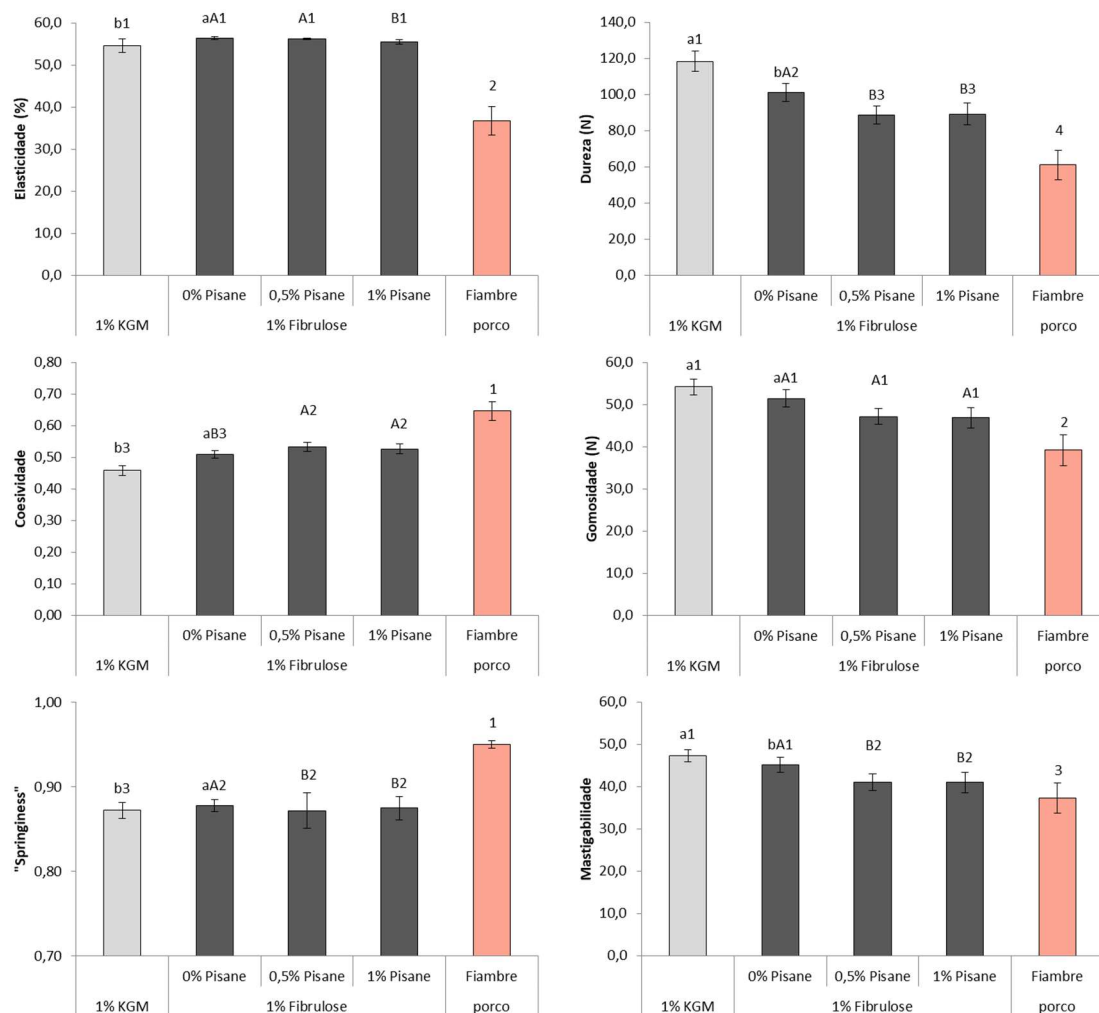 Elasticidade (%)
60,0
50,0
40,0
30,0
20,0
10,0
0,0
b1
aA1
A1
B1
2
0% Pisane
0,5% Pisane
1% Pisane
Fiambre
1% KGM
1% Fibrulose
porco
Dureza (N)
140,0
120,0
100,0
80,0
60,0
40,0
20,0
0,0
a1
bA2
B3
B3
4
0% Pisane
0,5% Pisane
1% Pisane
Fiambre
1% KGM
1% Fibrulose
porco
Coesividade
0,80
0,70
0,60
0,50
0,40
0,30
0,20
0,10
0,00
b3
aB3
A2
A2
1
0% Pisane
0,5% Pisane
1% Pisane
Fiambre
1% KGM
1% Fibrulose
porco
Gomosidade (N)
60,0
50,0
40,0
30,0
20,0
10,0
0,0
a1
aA1
A1
A1
2
0% Pisane
0,5% Pisane
1% Pisane
Fiambre
1% KGM
1% Fibrulose
porco
"Springiness"
1,00
0,90
0,80
0,70
b3
aA2
B2
B2
1
0% Pisane
0,5% Pisane
1% Pisane
Fiambre
1% KGM
1% Fibrulose
porco
Mastigabilidade
60,0
50,0
40,0
30,0
20,0
10,0
0,0
a1
bA1
B2
B2
3
0% Pisane
0,5% Pisane
1% Pisane
Fiambre
1% KGM
1% Fibrulose
porco